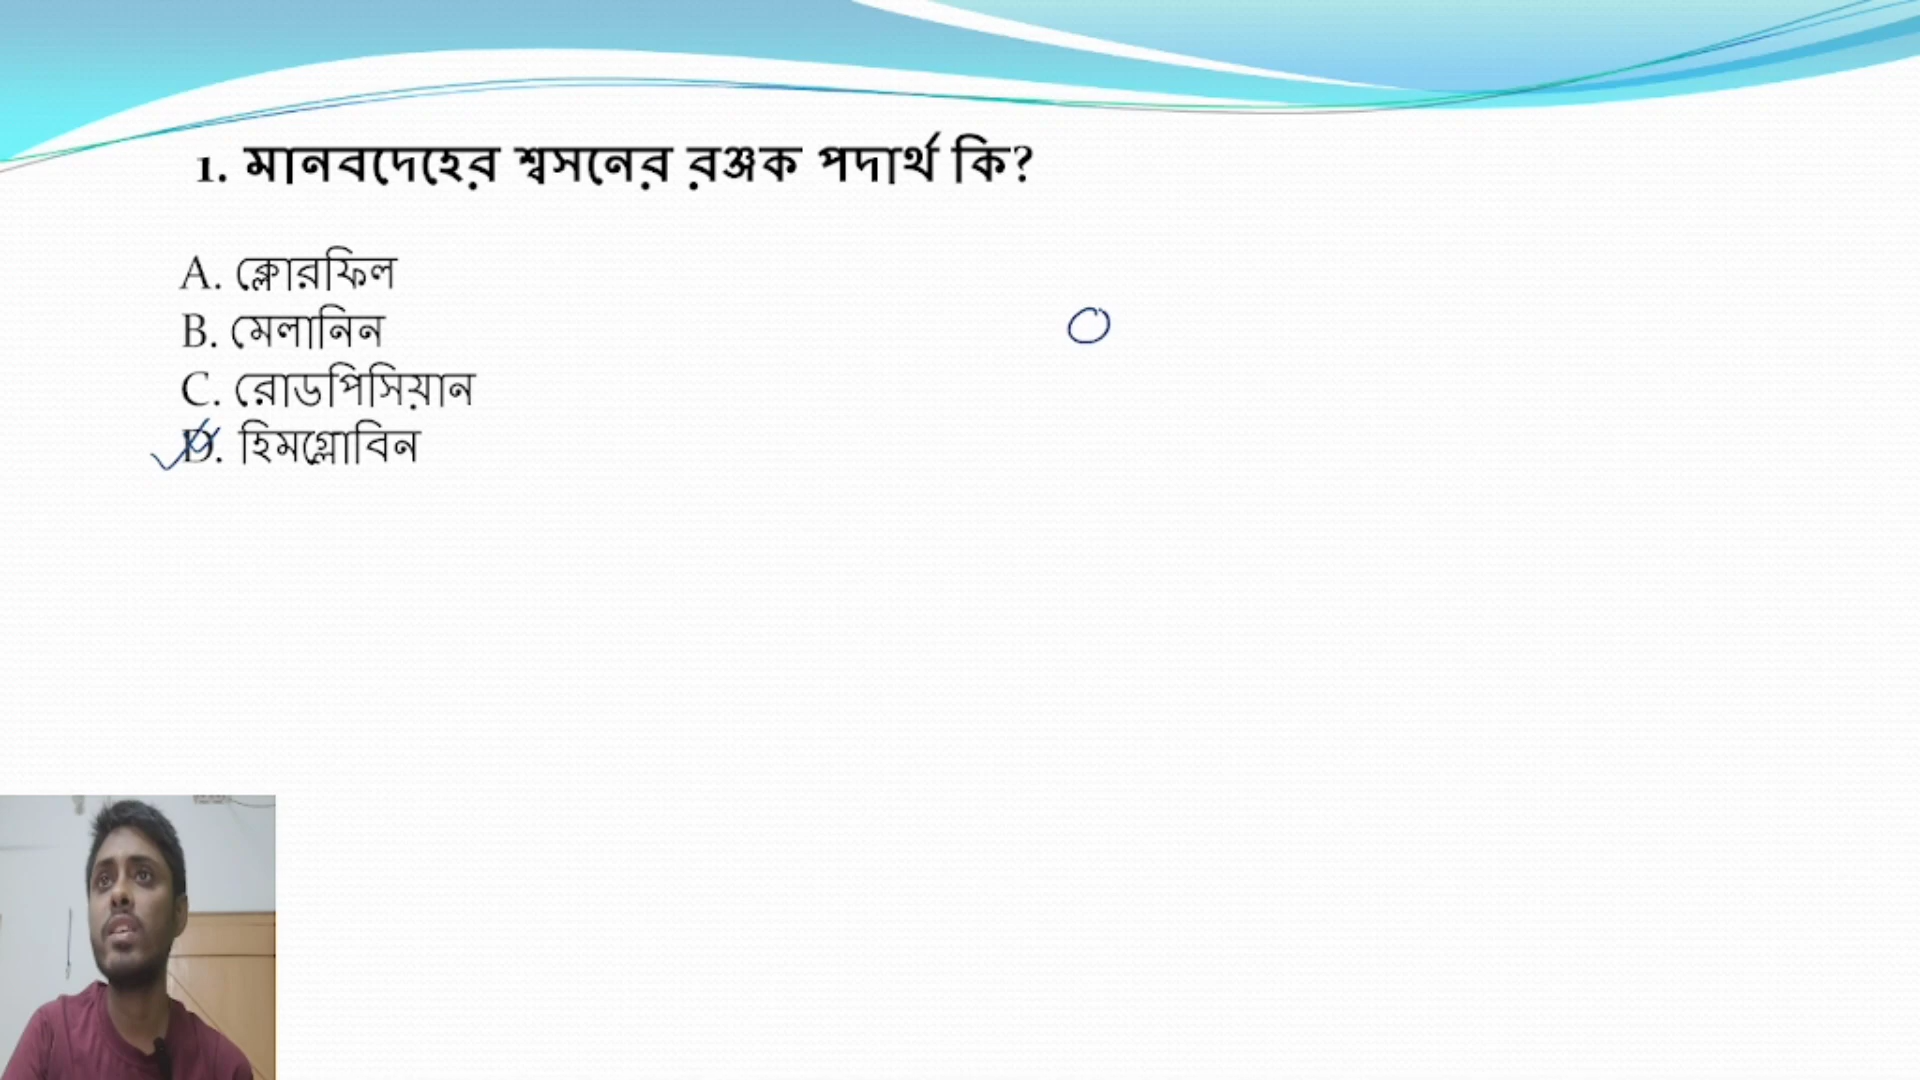 1. মানবদেহের শ্বসনের রঞ্জক পদার্থ কি?
A. ক্লোরফিল
B. মেলানিন
C. রোডপিসিয়ান
D. হিমগ্লোবিন